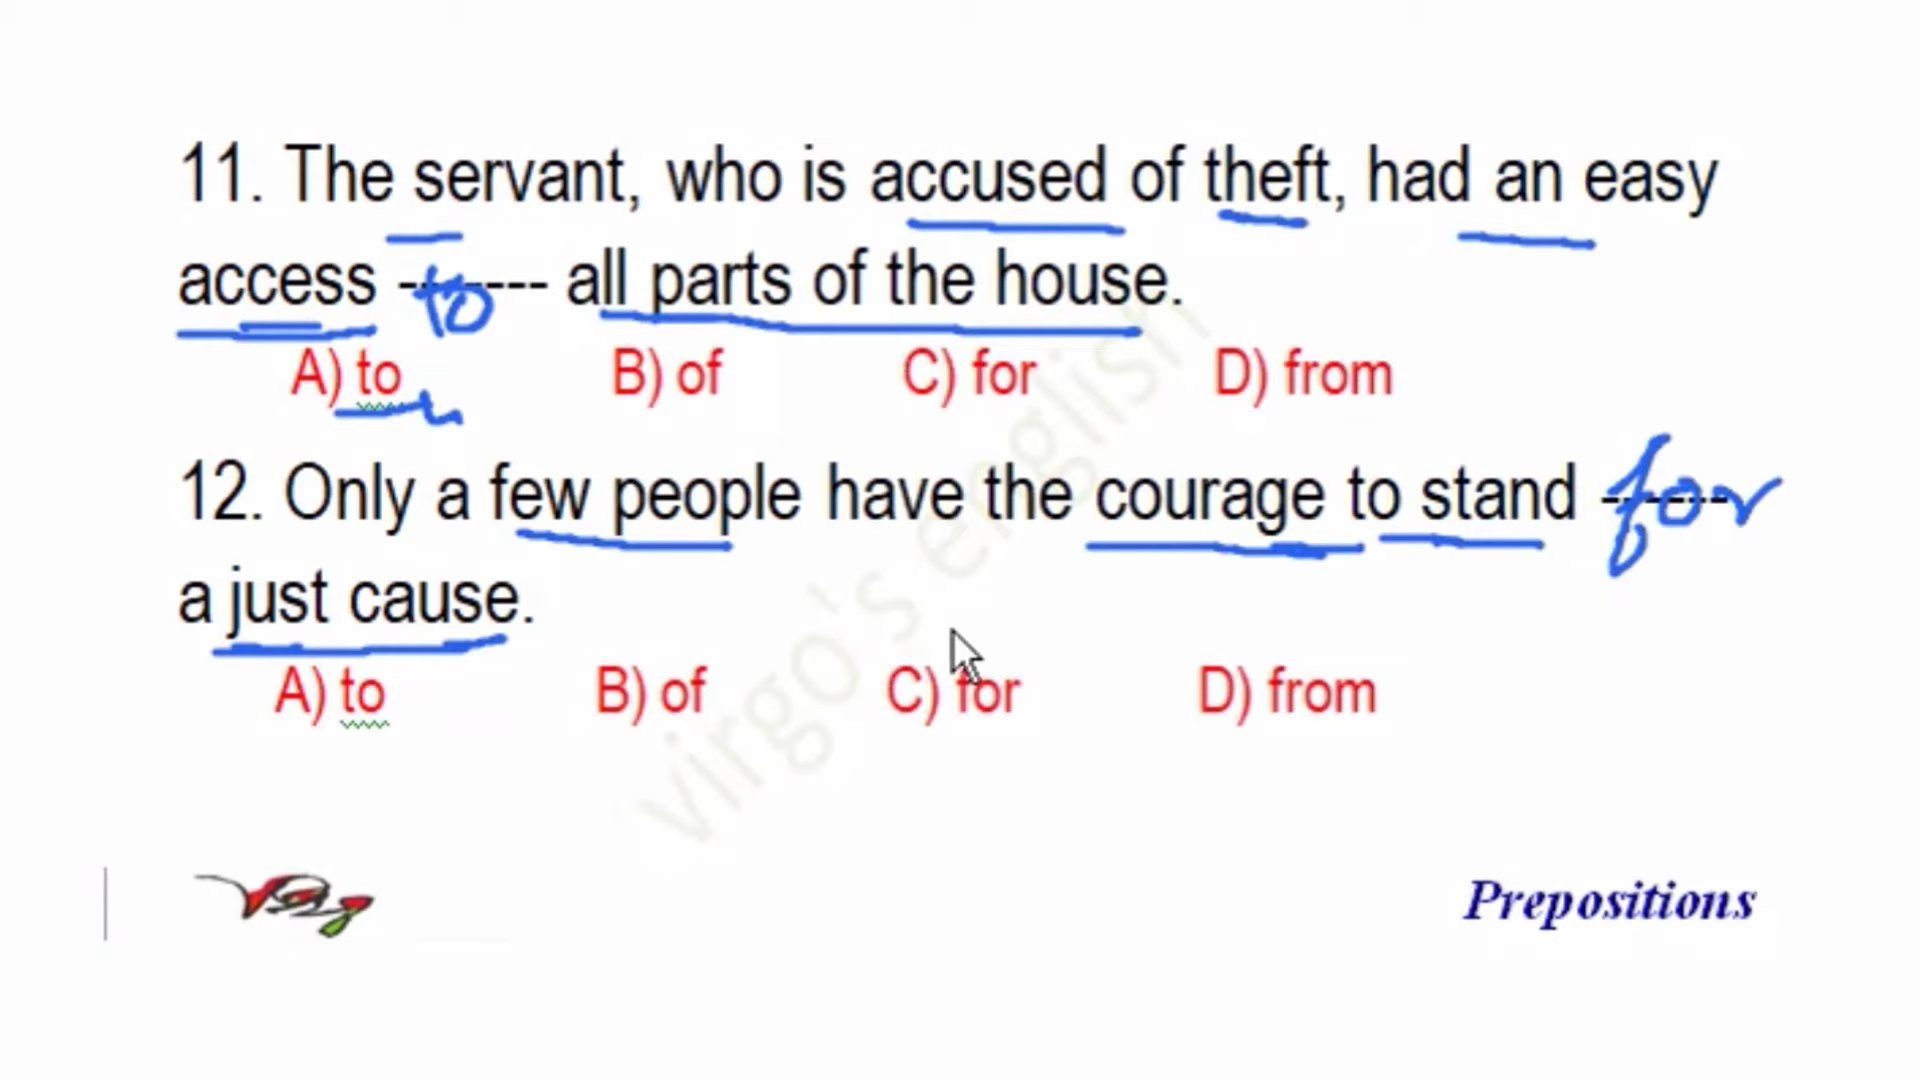 11. The servant, who is accused of theft, had an easy
access ------- to all parts of the house.
A) to B) of C) for D) from
12. Only a few people have the courage to stand ------- for
a just cause.
A) to B) of C) for D) from
virgo's english
Prepositions